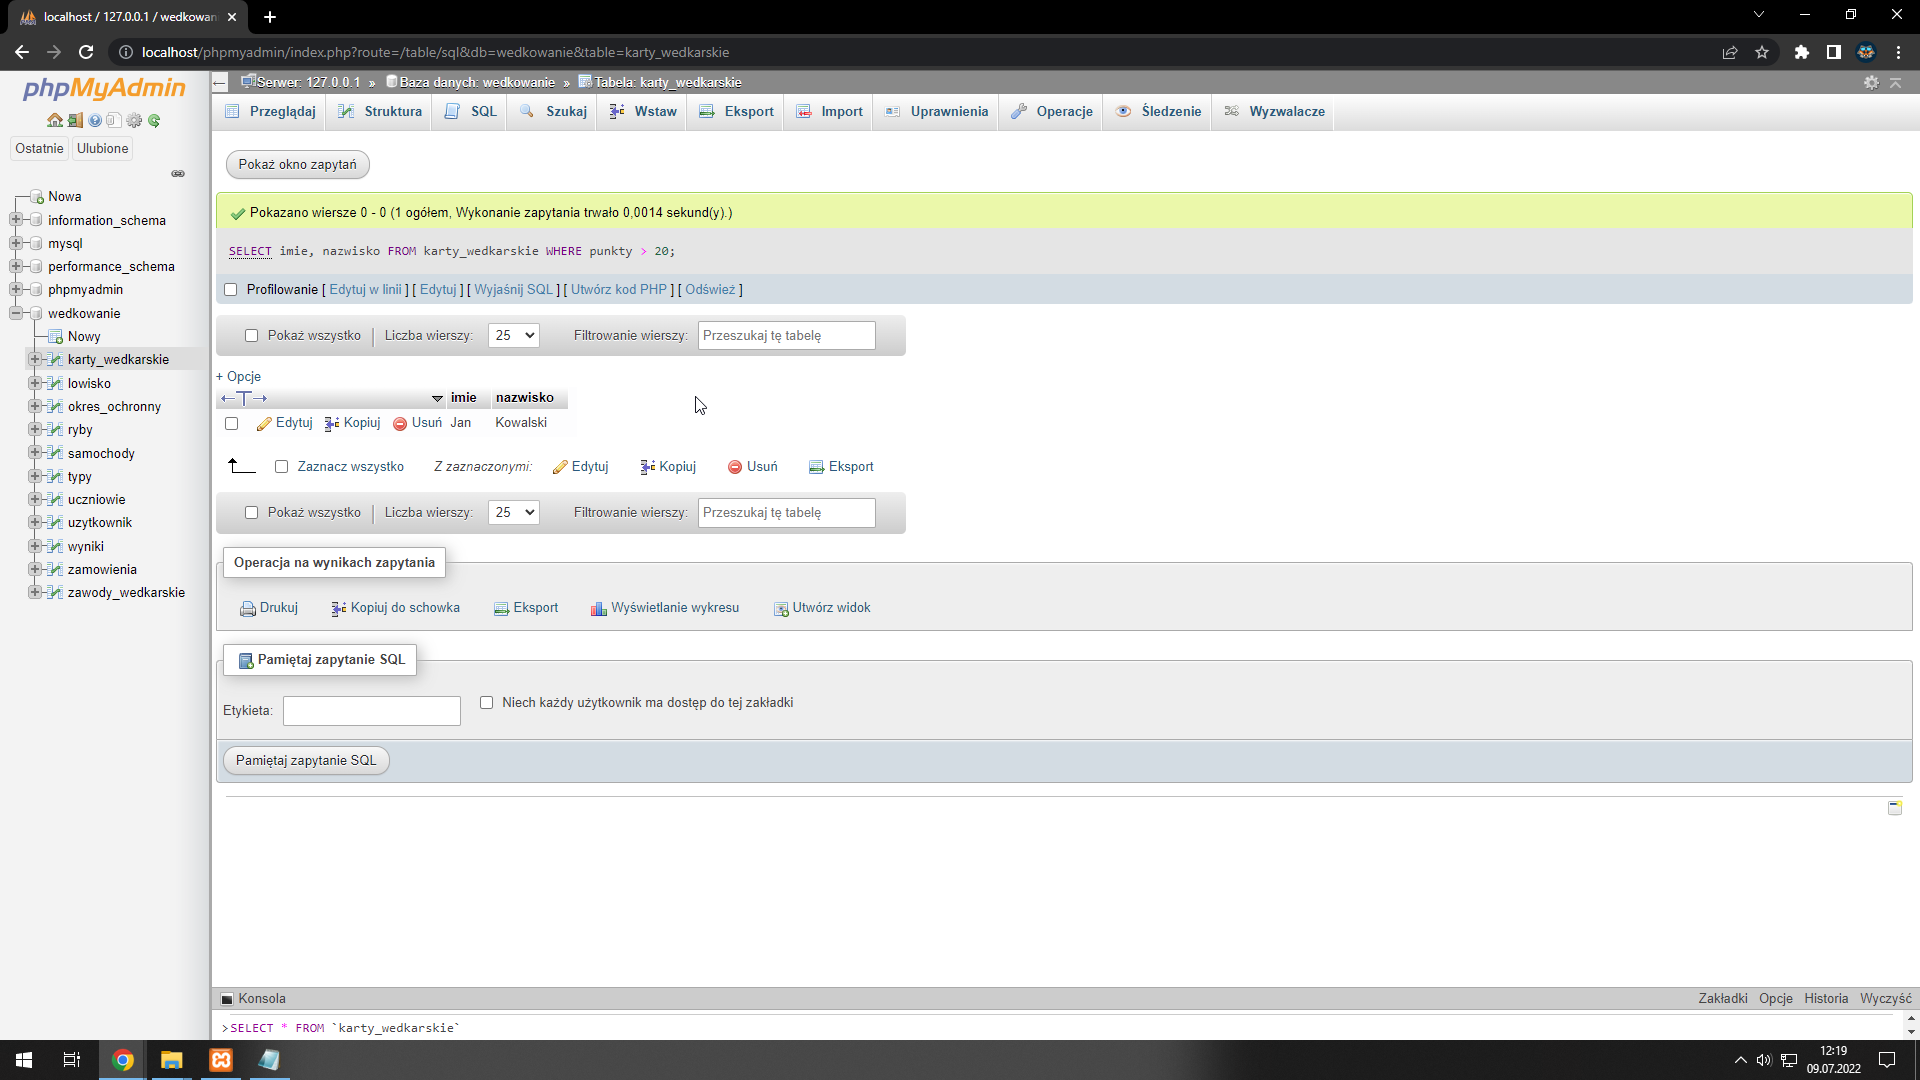 localhost / 127.0.0.1 / wedkowan
localhost/phpmyadmin/index.php?route=/table/sql&db=wedkowanie&table=karty_wedkarskie
phpMyAdmin
Ostatnie Ulubione
Nowa
information_schema
mysql
performance_schema
phpmyadmin
wedkowanie
Nowy
karty_wedkarskie
lowisko
okres_ochronny
ryby
samochody
typy
uczniowie
uzytkownik
wyniki
zamowienia
zawody_wedkarskie
Serwer: 127.0.0.1 » Baza danych: wedkowanie » Tabela: karty_wedkarskie
Przeglądaj Struktura SQL Szukaj Wstaw Eksport Import Uprawnienia Operacje Śledzenie Wyzwalacze
Pokaż okno zapytań
Pokazano wiersze 0 - 0 (1 ogółem, Wykonanie zapytania trwało 0,0014 sekund(y).)
SELECT imie, nazwisko FROM karty_wedkarskie WHERE punkty > 20;
Profilowanie [ Edytuj w linii ] [ Edytuj ] [ Wyjaśnij SQL ] [ Utwórz kod PHP ] [ Odśwież ]
Pokaż wszystko Liczba wierszy: 25 Filtrowanie wierszy: Przeszukaj tę tabelę
+ Opcje
←T→ imie nazwisko
Edytuj Kopiuj Usuń Jan Kowalski
Zaznacz wszystko Z zaznaczonymi: Edytuj Kopiuj Usuń Eksport
Pokaż wszystko Liczba wierszy: 25 Filtrowanie wierszy: Przeszukaj tę tabelę
Operacja na wynikach zapytania
Drukuj Kopiuj do schowka Eksport Wyświetlanie wykresu Utwórz widok
Pamiętaj zapytanie SQL
Etykieta: Niech każdy użytkownik ma dostęp do tej zakładki
Pamiętaj zapytanie SQL
Konsola Zakładki Opcje Historia Wyczyść
>SELECT * FROM `karty_wedkarskie`
12:19
09.07.2022